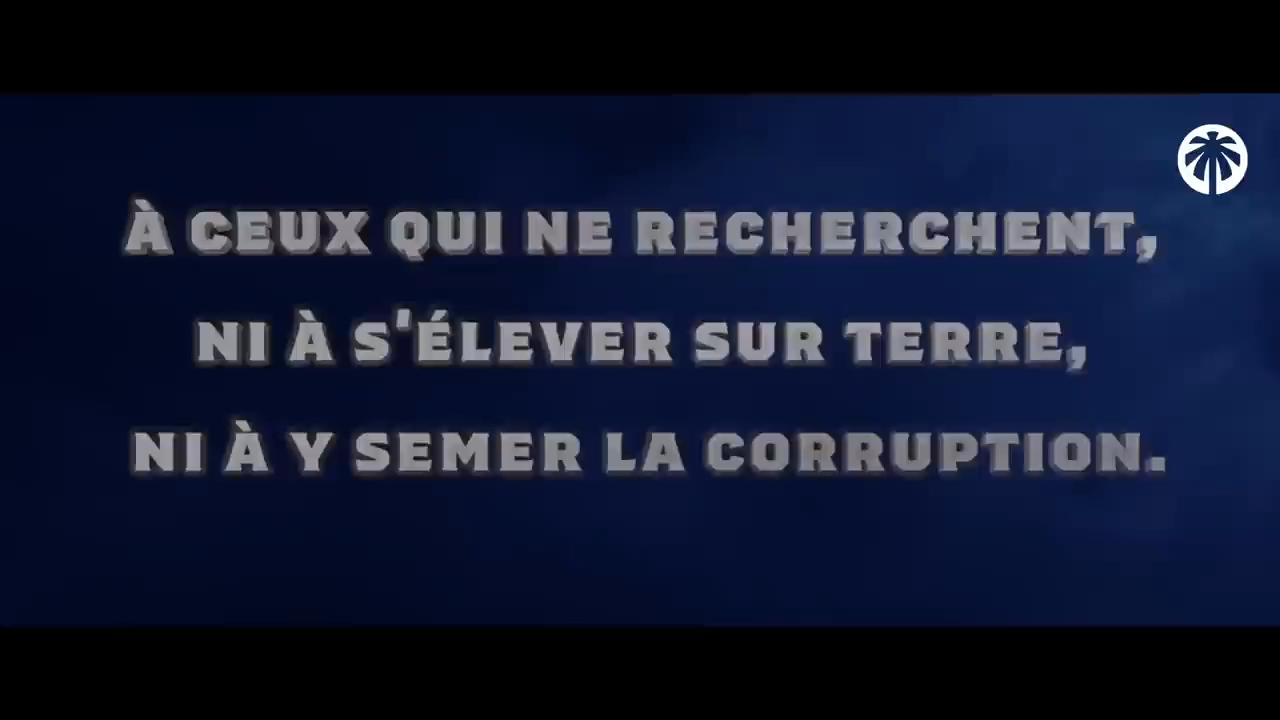 À CEUX QUI NE RECHERCHENT,
NI À S'ÉLEVER SUR TERRE,
NI À Y SEMER LA CORRUPTION.